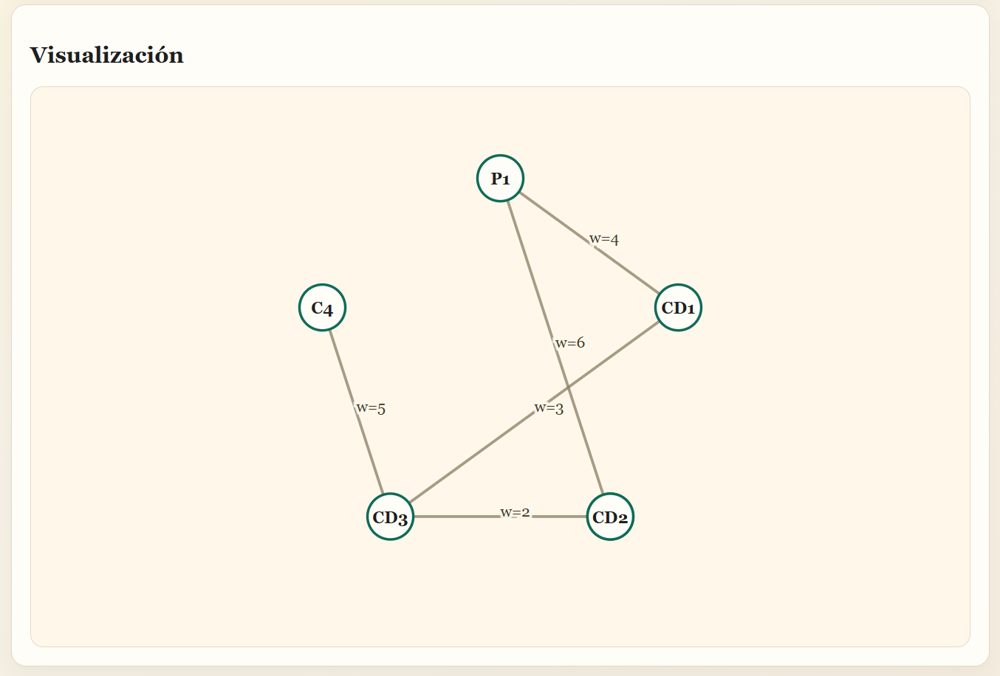 Visualización
P1
w=4
C4
CD1
w=6
w=5
w=3
w=2
CD3
CD2